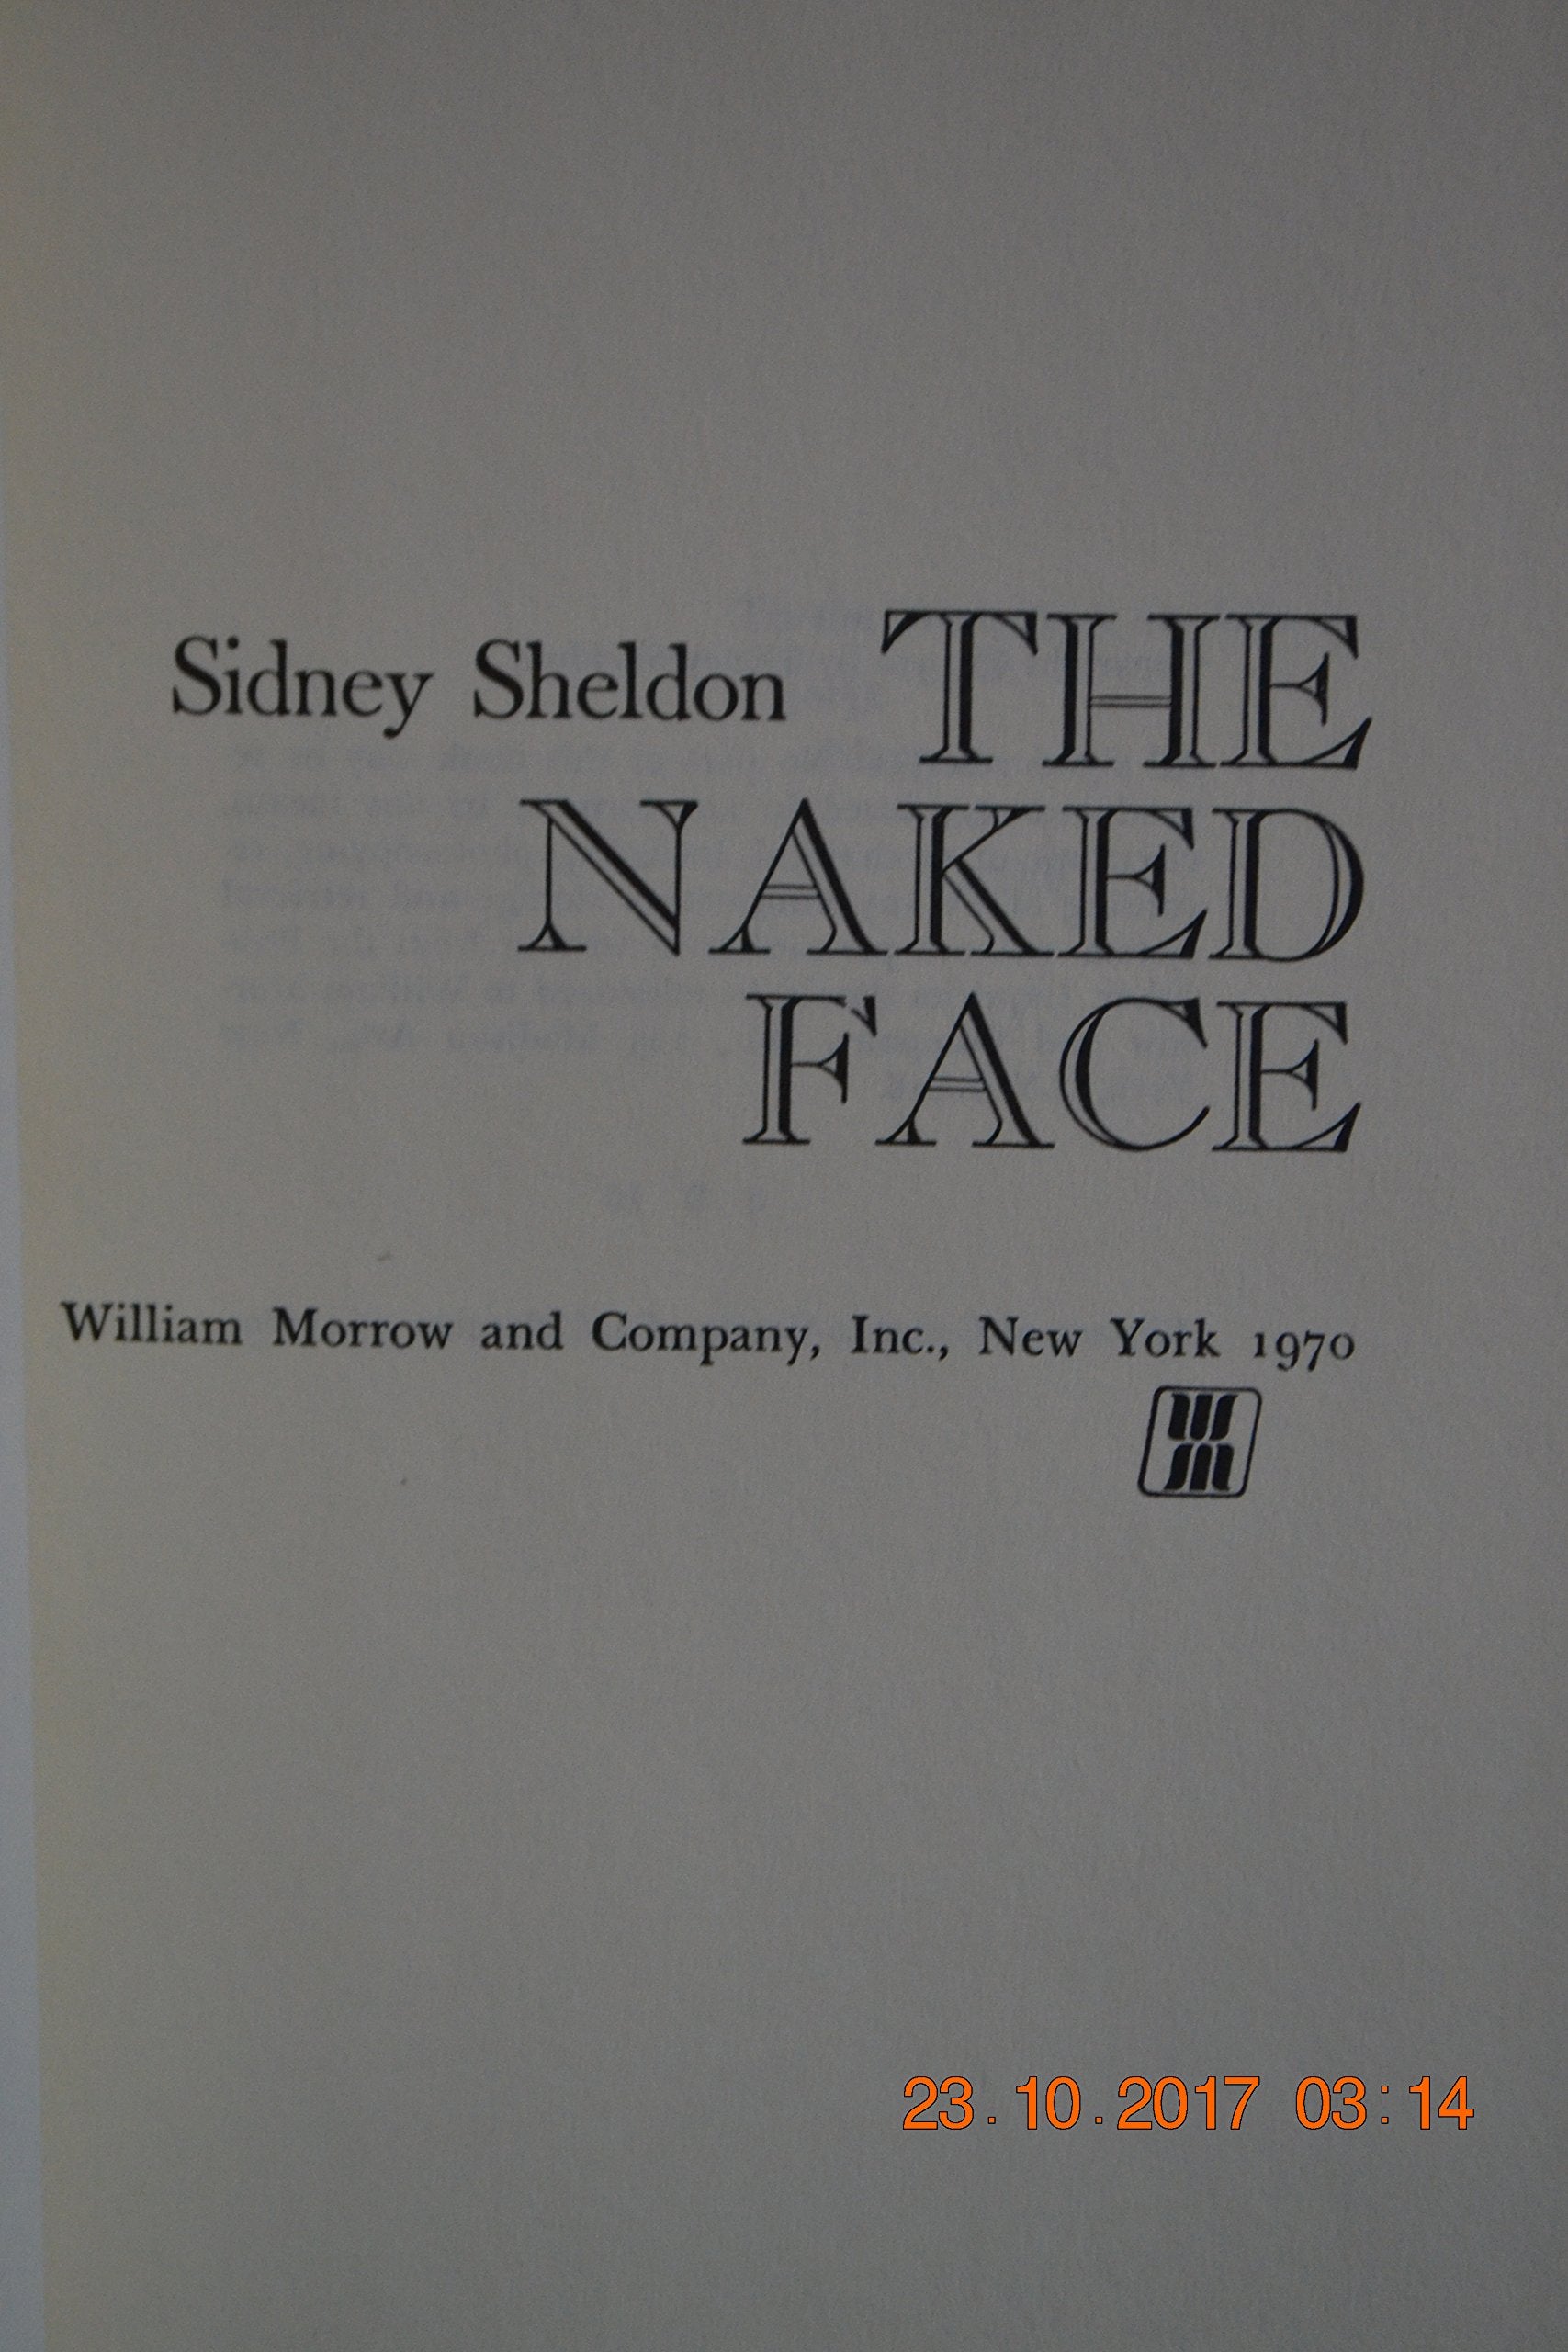 Sidney Sheldon THE
NAKED
FACE
William Morrow and Company, Inc., New York 1970
23.10.2017 03:14